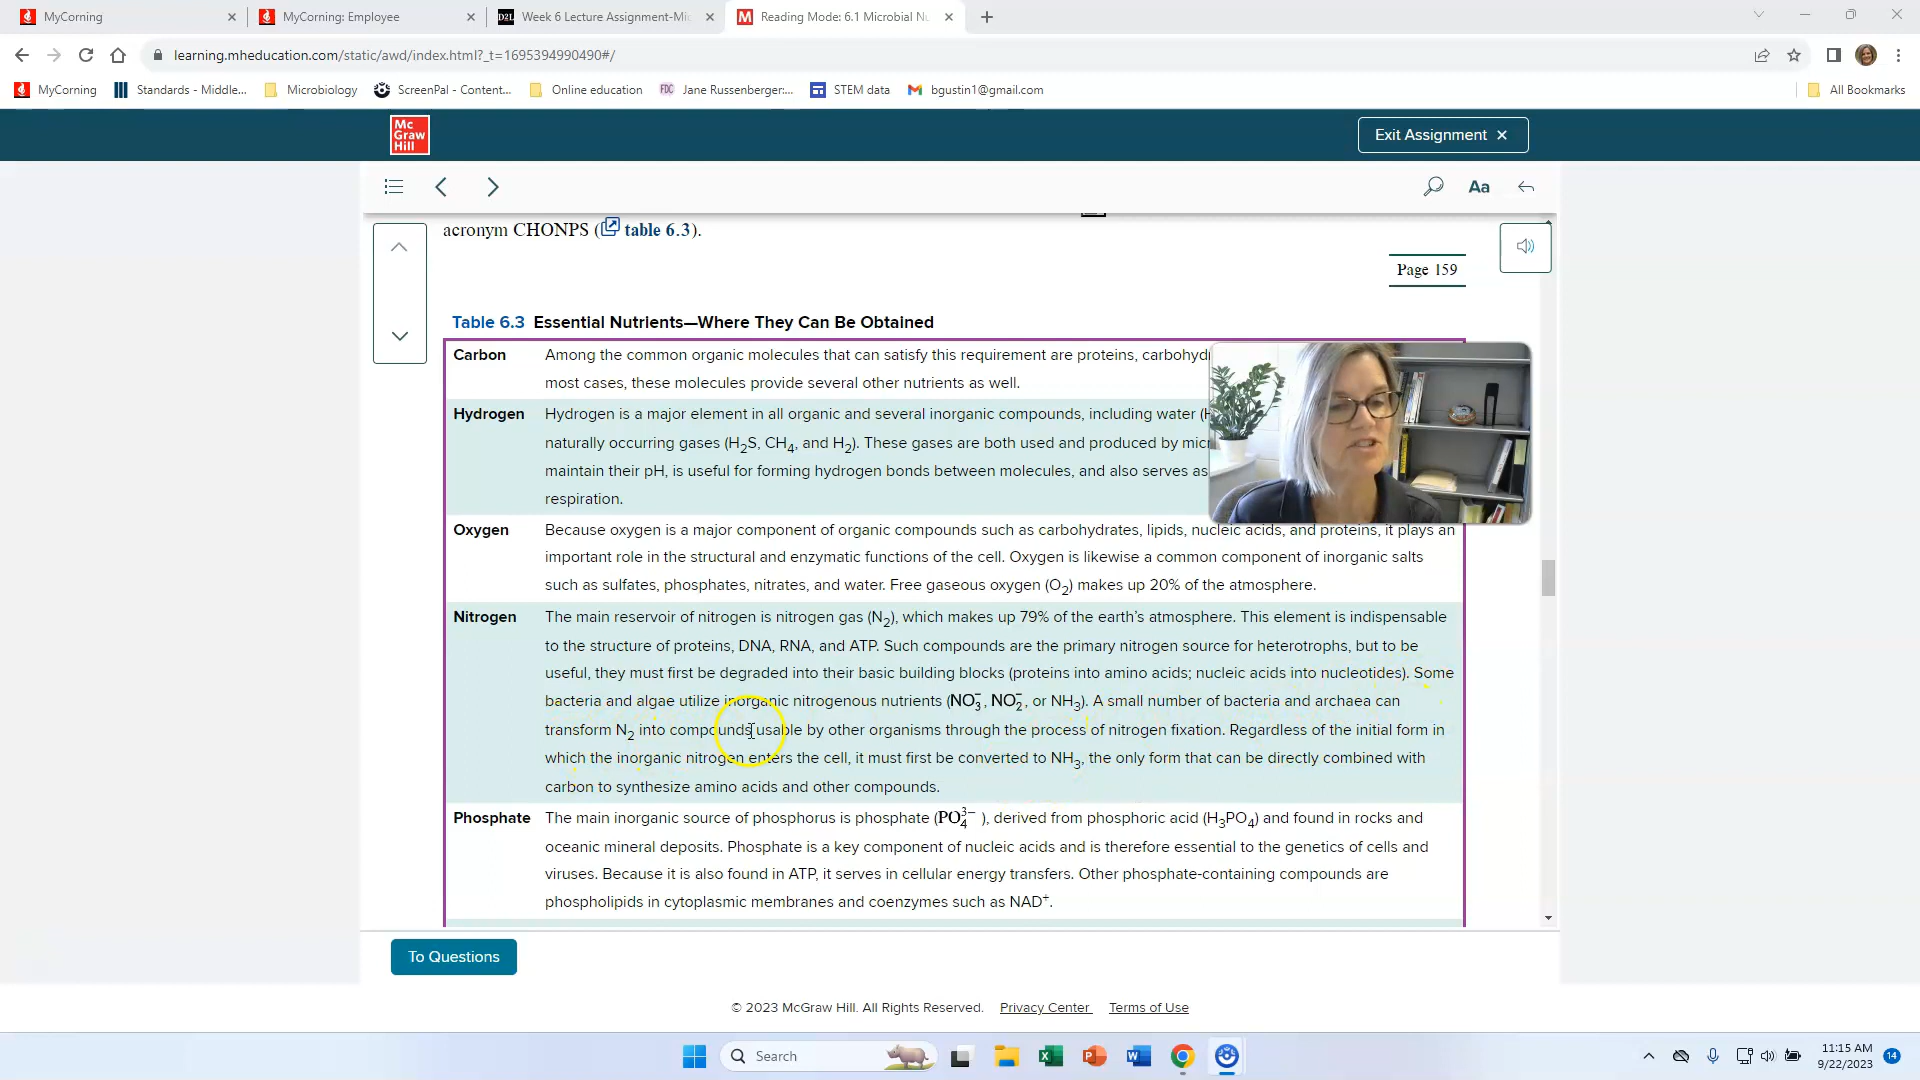 MyCorning
MyCorning: Employee
D2L Week 6 Lecture Assignment-Mi
M Reading Mode: 6.1 Microbial Nu
learning.mheducation.com/static/awd/index.html?_t=1695394990490#/
MyCorning
Standards - Middle...
Microbiology
ScreenPal - Content...
Online education
FDC Jane Russenberger:...
STEM data
bgustin1@gmail.com
All Bookmarks
Mc
Graw
Hill
Exit Assignment ×
Aa
acronym CHONPS (table 6.3).
Page 159
Table 6.3 Essential Nutrients—Where They Can Be Obtained
Carbon Among the common organic molecules that can satisfy this requirement are proteins, carbohyd
most cases, these molecules provide several other nutrients as well.
Hydrogen Hydrogen is a major element in all organic and several inorganic compounds, including water (H
naturally occurring gases (H₂S, CH₄, and H₂). These gases are both used and produced by micr
maintain their pH, is useful for forming hydrogen bonds between molecules, and also serves as
respiration.
Oxygen Because oxygen is a major component of organic compounds such as carbohydrates, lipids, nucleic acids, and proteins, it plays an
important role in the structural and enzymatic functions of the cell. Oxygen is likewise a common component of inorganic salts
such as sulfates, phosphates, nitrates, and water. Free gaseous oxygen (O₂) makes up 20% of the atmosphere.
Nitrogen The main reservoir of nitrogen is nitrogen gas (N₂), which makes up 79% of the earth's atmosphere. This element is indispensable
to the structure of proteins, DNA, RNA, and ATP. Such compounds are the primary nitrogen source for heterotrophs, but to be
useful, they must first be degraded into their basic building blocks (proteins into amino acids; nucleic acids into nucleotides). Some
bacteria and algae utilize inorganic nitrogenous nutrients (NO₃⁻, NO₂⁻, or NH₃). A small number of bacteria and archaea can
transform N₂ into compounds usable by other organisms through the process of nitrogen fixation. Regardless of the initial form in
which the inorganic nitrogen enters the cell, it must first be converted to NH₃, the only form that can be directly combined with
carbon to synthesize amino acids and other compounds.
Phosphate The main inorganic source of phosphorus is phosphate (PO₄³⁻ ), derived from phosphoric acid (H₃PO₄) and found in rocks and
oceanic mineral deposits. Phosphate is a key component of nucleic acids and is therefore essential to the genetics of cells and
viruses. Because it is also found in ATP, it serves in cellular energy transfers. Other phosphate-containing compounds are
phospholipids in cytoplasmic membranes and coenzymes such as NAD⁺.
To Questions
© 2023 McGraw Hill. All Rights Reserved. Privacy Center Terms of Use
Search
11:15 AM
9/22/2023
14